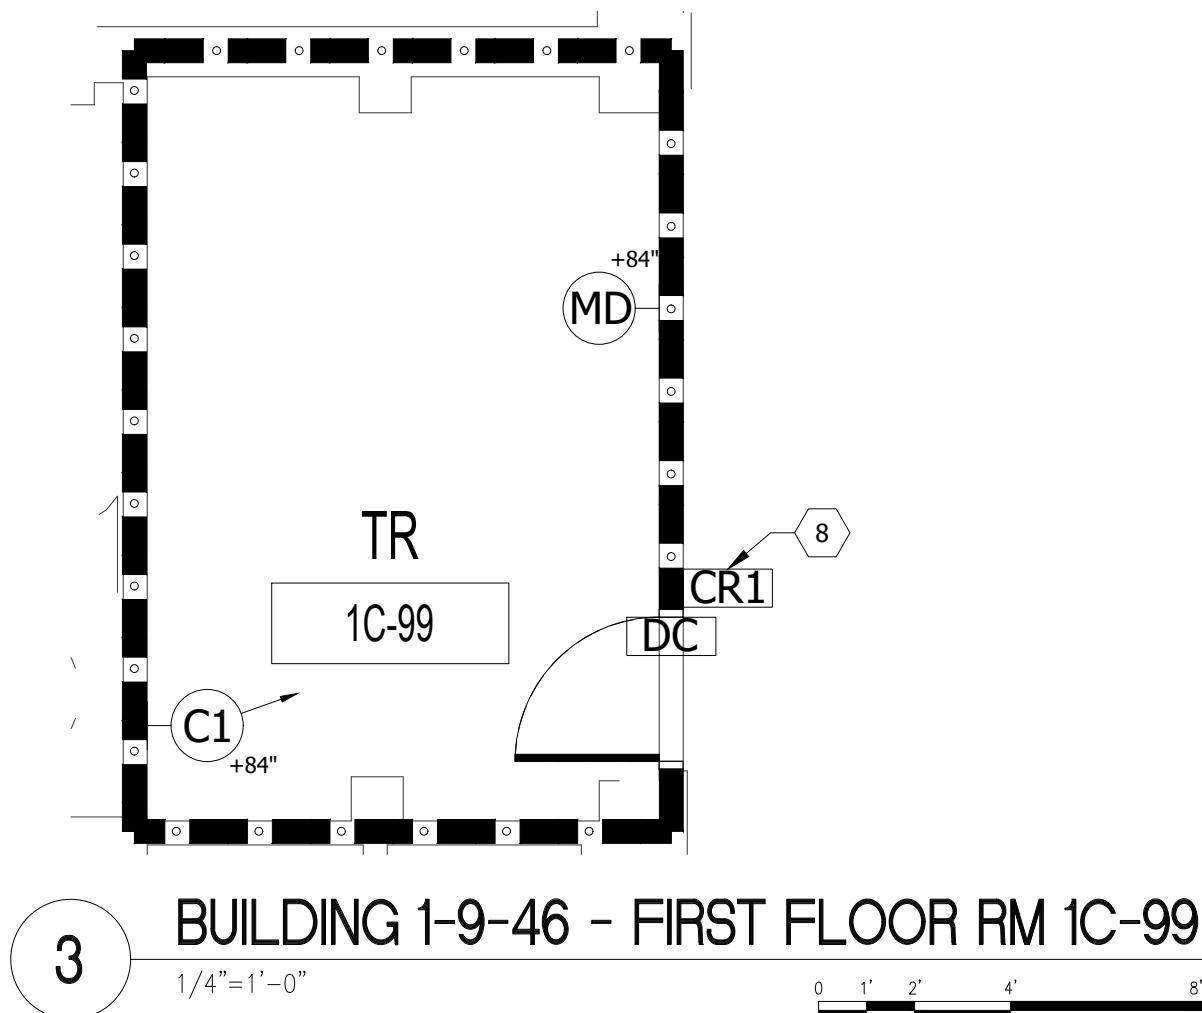 +84"
MD
TR
8
CR1
1C-99
DC
C1
+84"
3
BUILDING 1-9-46 - FIRST FLOOR RM 1C-99
1/4"=1'-0"
0 1' 2' 4' 8'